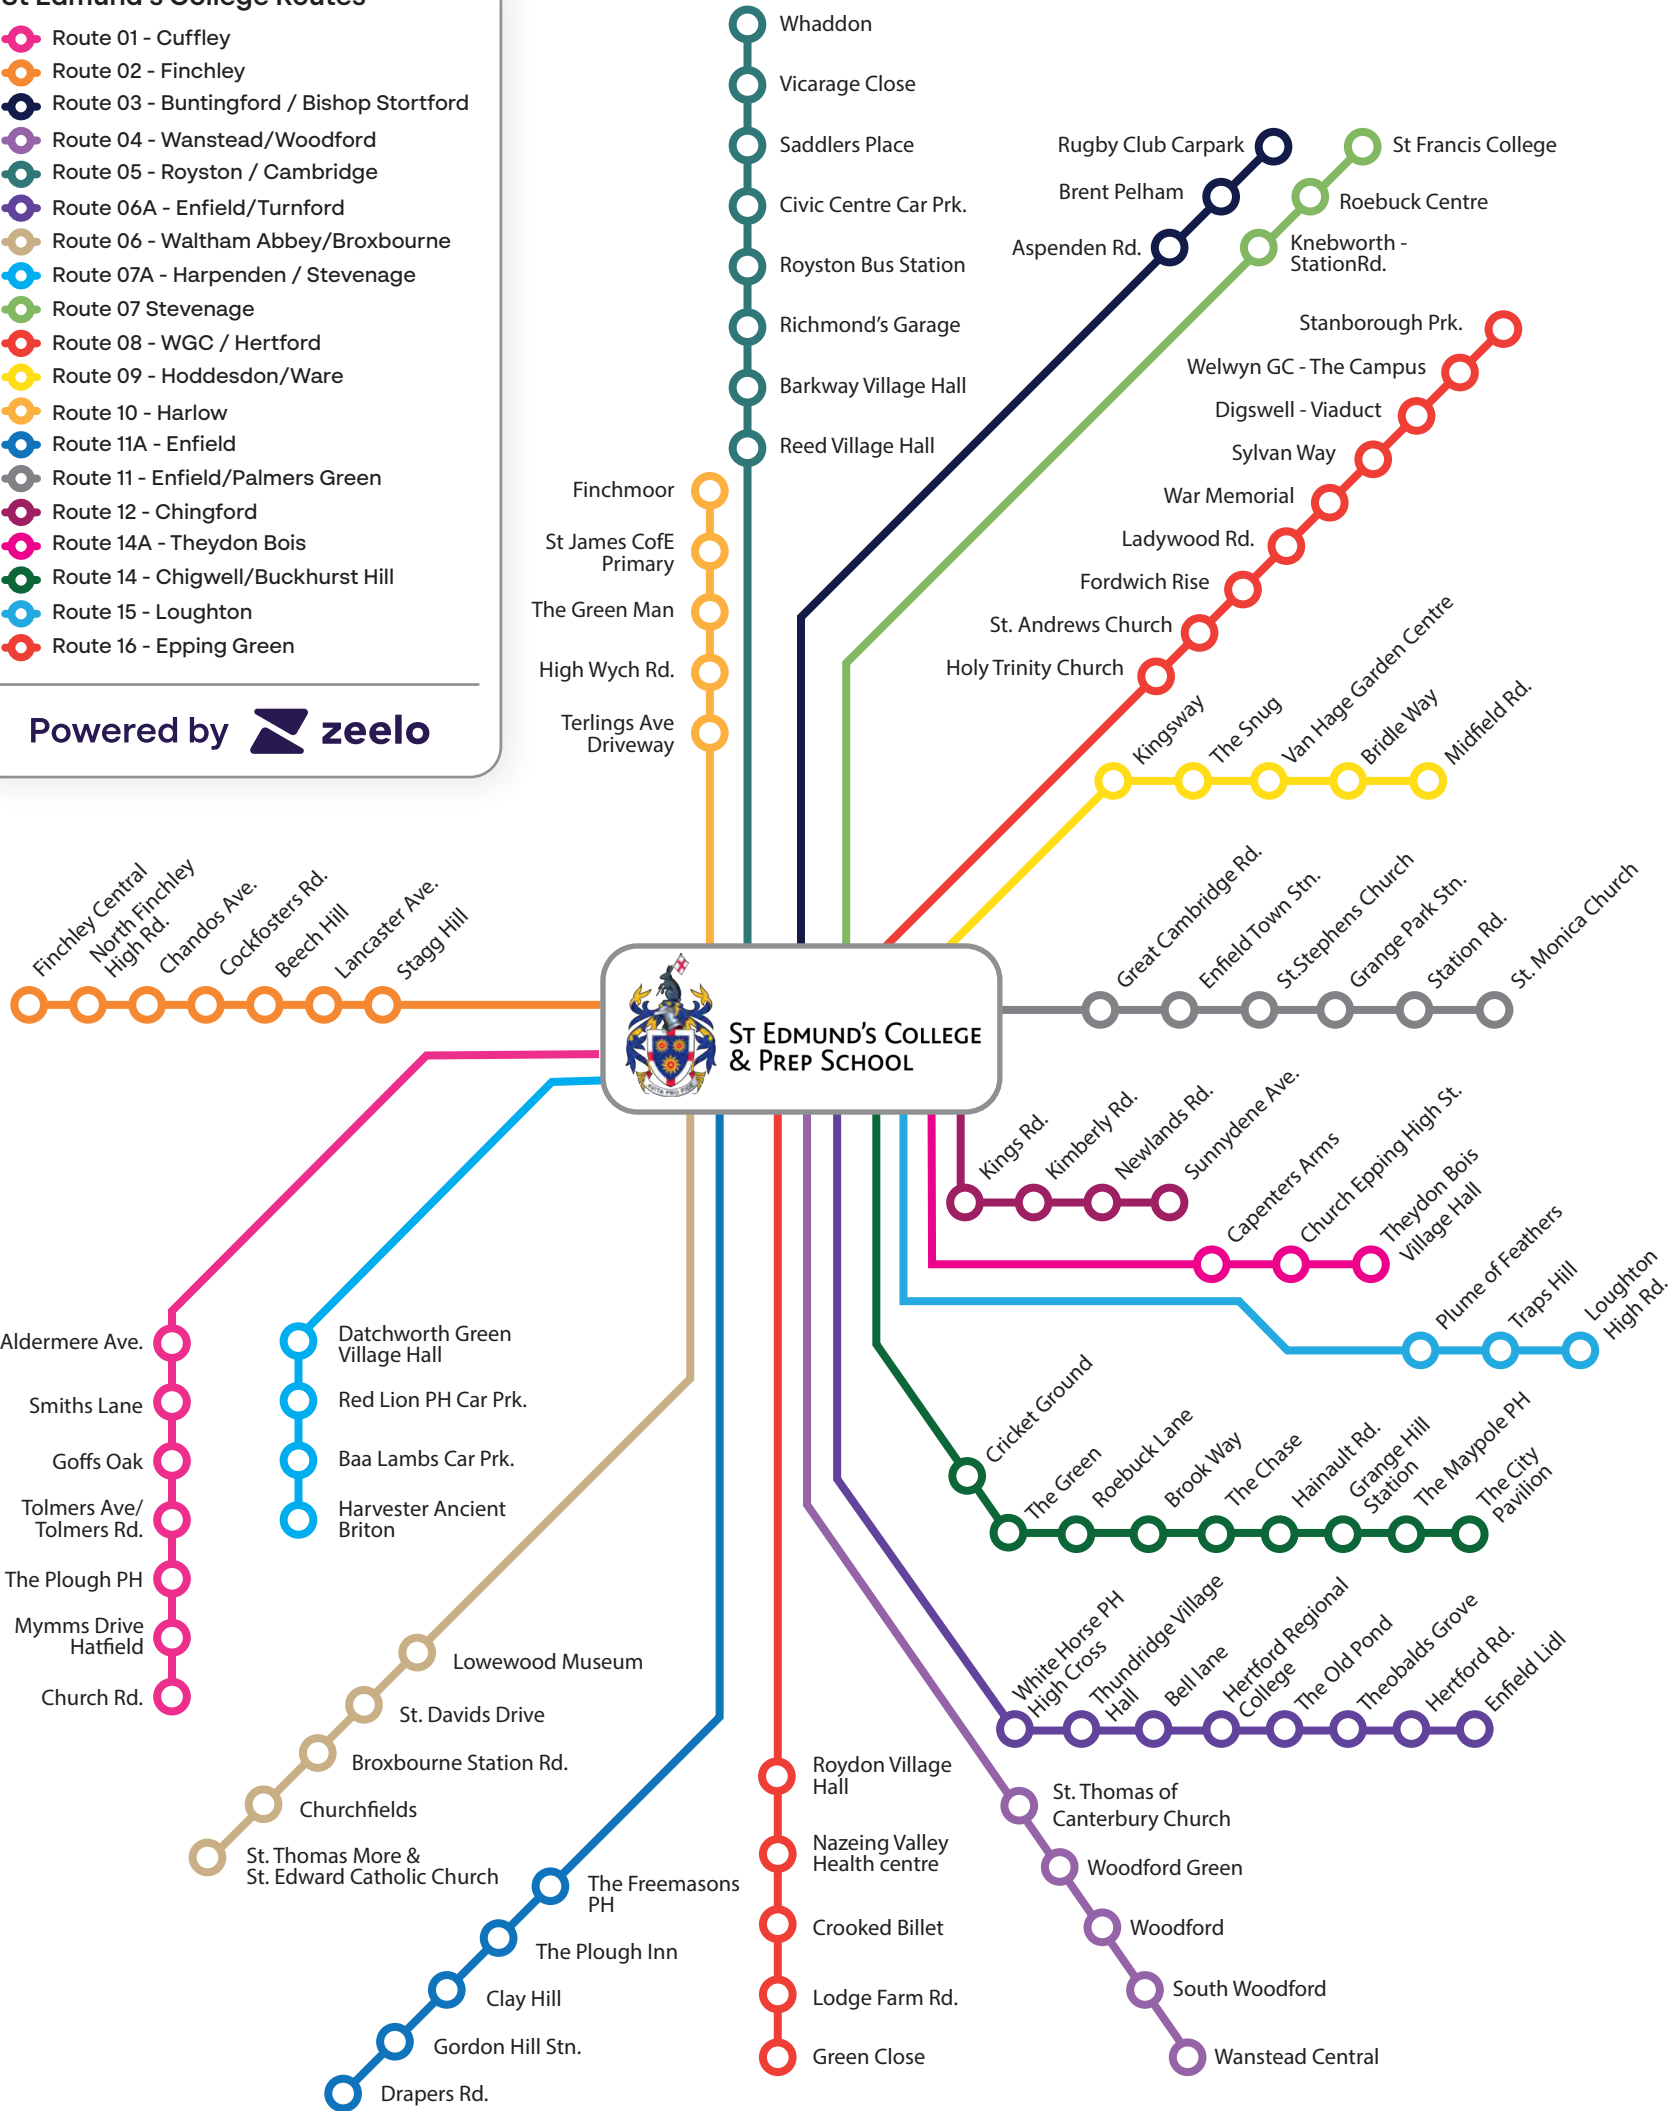 St Edmund's College Routes
Route 01 - Cuffley
Route 02 - Finchley
Route 03 - Buntingford / Bishop Stortford
Route 04 - Wanstead/Woodford
Route 05 - Royston / Cambridge
Route 06A - Enfield/Turnford
Route 06 - Waltham Abbey/Broxbourne
Route 07A - Harpenden / Stevenage
Route 07 Stevenage
Route 08 - WGC / Hertford
Route 09 - Hoddesdon/Ware
Route 10 - Harlow
Route 11A - Enfield
Route 11 - Enfield/Palmers Green
Route 12 - Chingford
Route 14A - Theydon Bois
Route 14 - Chigwell/Buckhurst Hill
Route 15 - Loughton
Route 16 - Epping Green
Powered by zeelo
Whaddon
Vicarage Close
Saddlers Place
Civic Centre Car Prk.
Royston Bus Station
Richmond's Garage
Barkway Village Hall
Reed Village Hall
Finchmoor
St James CofE
Primary
The Green Man
High Wych Rd.
Terlings Ave
Driveway
Rugby Club Carpark
Brent Pelham
Aspenden Rd.
St Francis College
Roebuck Centre
Knebworth -
StationRd.
Stanborough Prk.
Welwyn GC - The Campus
Digswell - Viaduct
Sylvan Way
War Memorial
Ladywood Rd.
Fordwich Rise
St. Andrews Church
Holy Trinity Church
Kingsway
The Snug
Van Hage Garden Centre
Bridle Way
Midfield Rd.
Finchley Central
North Finchley
High Rd.
Chandos Ave.
Cockfosters Rd.
Beech Hill
Lancaster Ave.
Stagg Hill
AVITA PRO FIDE
St Edmund's College
& Prep School
Great Cambridge Rd.
Enfield Town Stn.
St.Stephens Church
Grange Park Stn.
Station Rd.
St. Monica Church
Kings Rd.
Kimberly Rd.
Newlands Rd.
Sunnydene Ave.
Capenters Arms
Church Epping High St.
Theydon Bois
Village Hall
Plume of Feathers
Traps Hill
Loughton
High Rd.
Aldermere Ave.
Smiths Lane
Goffs Oak
Tolmers Ave/
Tolmers Rd.
The Plough PH
Mymms Drive
Hatfield
Church Rd.
Datchworth Green
Village Hall
Red Lion PH Car Prk.
Baa Lambs Car Prk.
Harvester Ancient
Briton
Cricket Ground
The Green
Roebuck Lane
Brook Way
The Chase
Hainault Rd.
Grange Hill
Station
The Maypole PH
The City
Pavilion
White Horse PH
High Cross
Thundridge Village
Hall
Bell lane
Hertford Regional
College
The Old Pond
Theobalds Grove
Hertford Rd.
Enfield Lidl
Lowewood Museum
St. Davids Drive
Broxbourne Station Rd.
Churchfields
St. Thomas More &
St. Edward Catholic Church
The Freemasons
PH
The Plough Inn
Clay Hill
Gordon Hill Stn.
Drapers Rd.
Roydon Village
Hall
Nazeing Valley
Health centre
Crooked Billet
Lodge Farm Rd.
Green Close
St. Thomas of
Canterbury Church
Woodford Green
Woodford
South Woodford
Wanstead Central